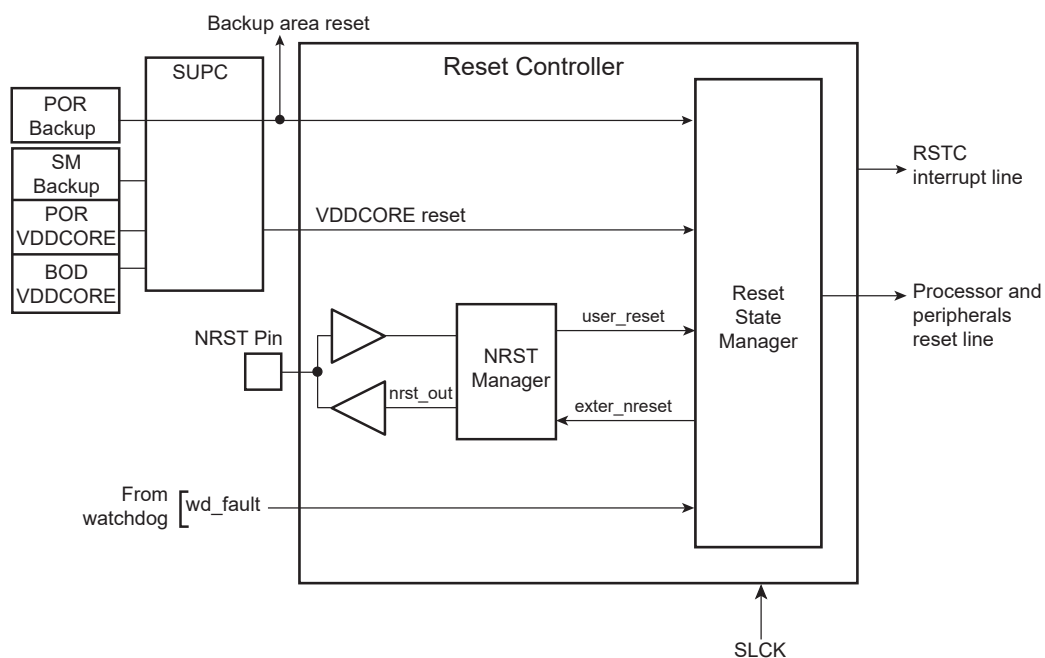 Backup area reset
SUPC
Reset Controller
POR
Backup
SM
Backup
POR
VDDCORE
BOD
VDDCORE
VDDCORE reset
RSTC
interrupt line
Reset
State
Manager
Processor and
peripherals
reset line
NRST Pin
NRST
Manager
user_reset
nrst_out
exter_nreset
From
watchdog
wd_fault
SLCK